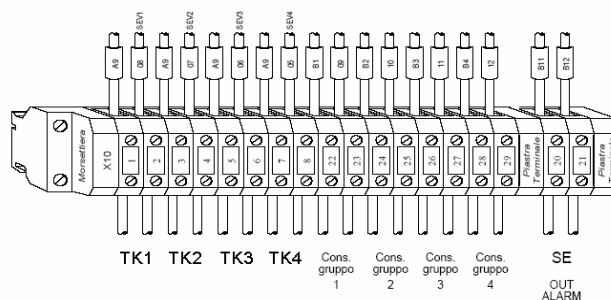 SEV1 SEV2 SEV3 SEV4
A9 08 A9 07 A9 06 A9 05 B1 09 B2 10 B3 11 B4 12 B11 B12
Morsettiera X10 1 2 3 4 5 6 7 8 22 23 24 25 26 27 28 29 Piastra Terminale 20 21 Piastra Terminale
TK1 TK2 TK3 TK4 Cons. gruppo 1 Cons. gruppo 2 Cons. gruppo 3 Cons. gruppo 4 SE
OUT ALARM